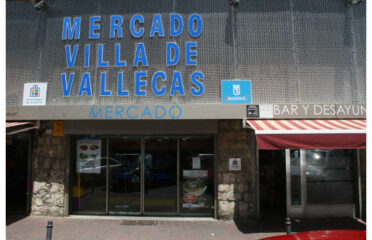 MERCADO
VILLA DE
VALLECAS
MADRID
MERCADO
BAR Y DESAYUN